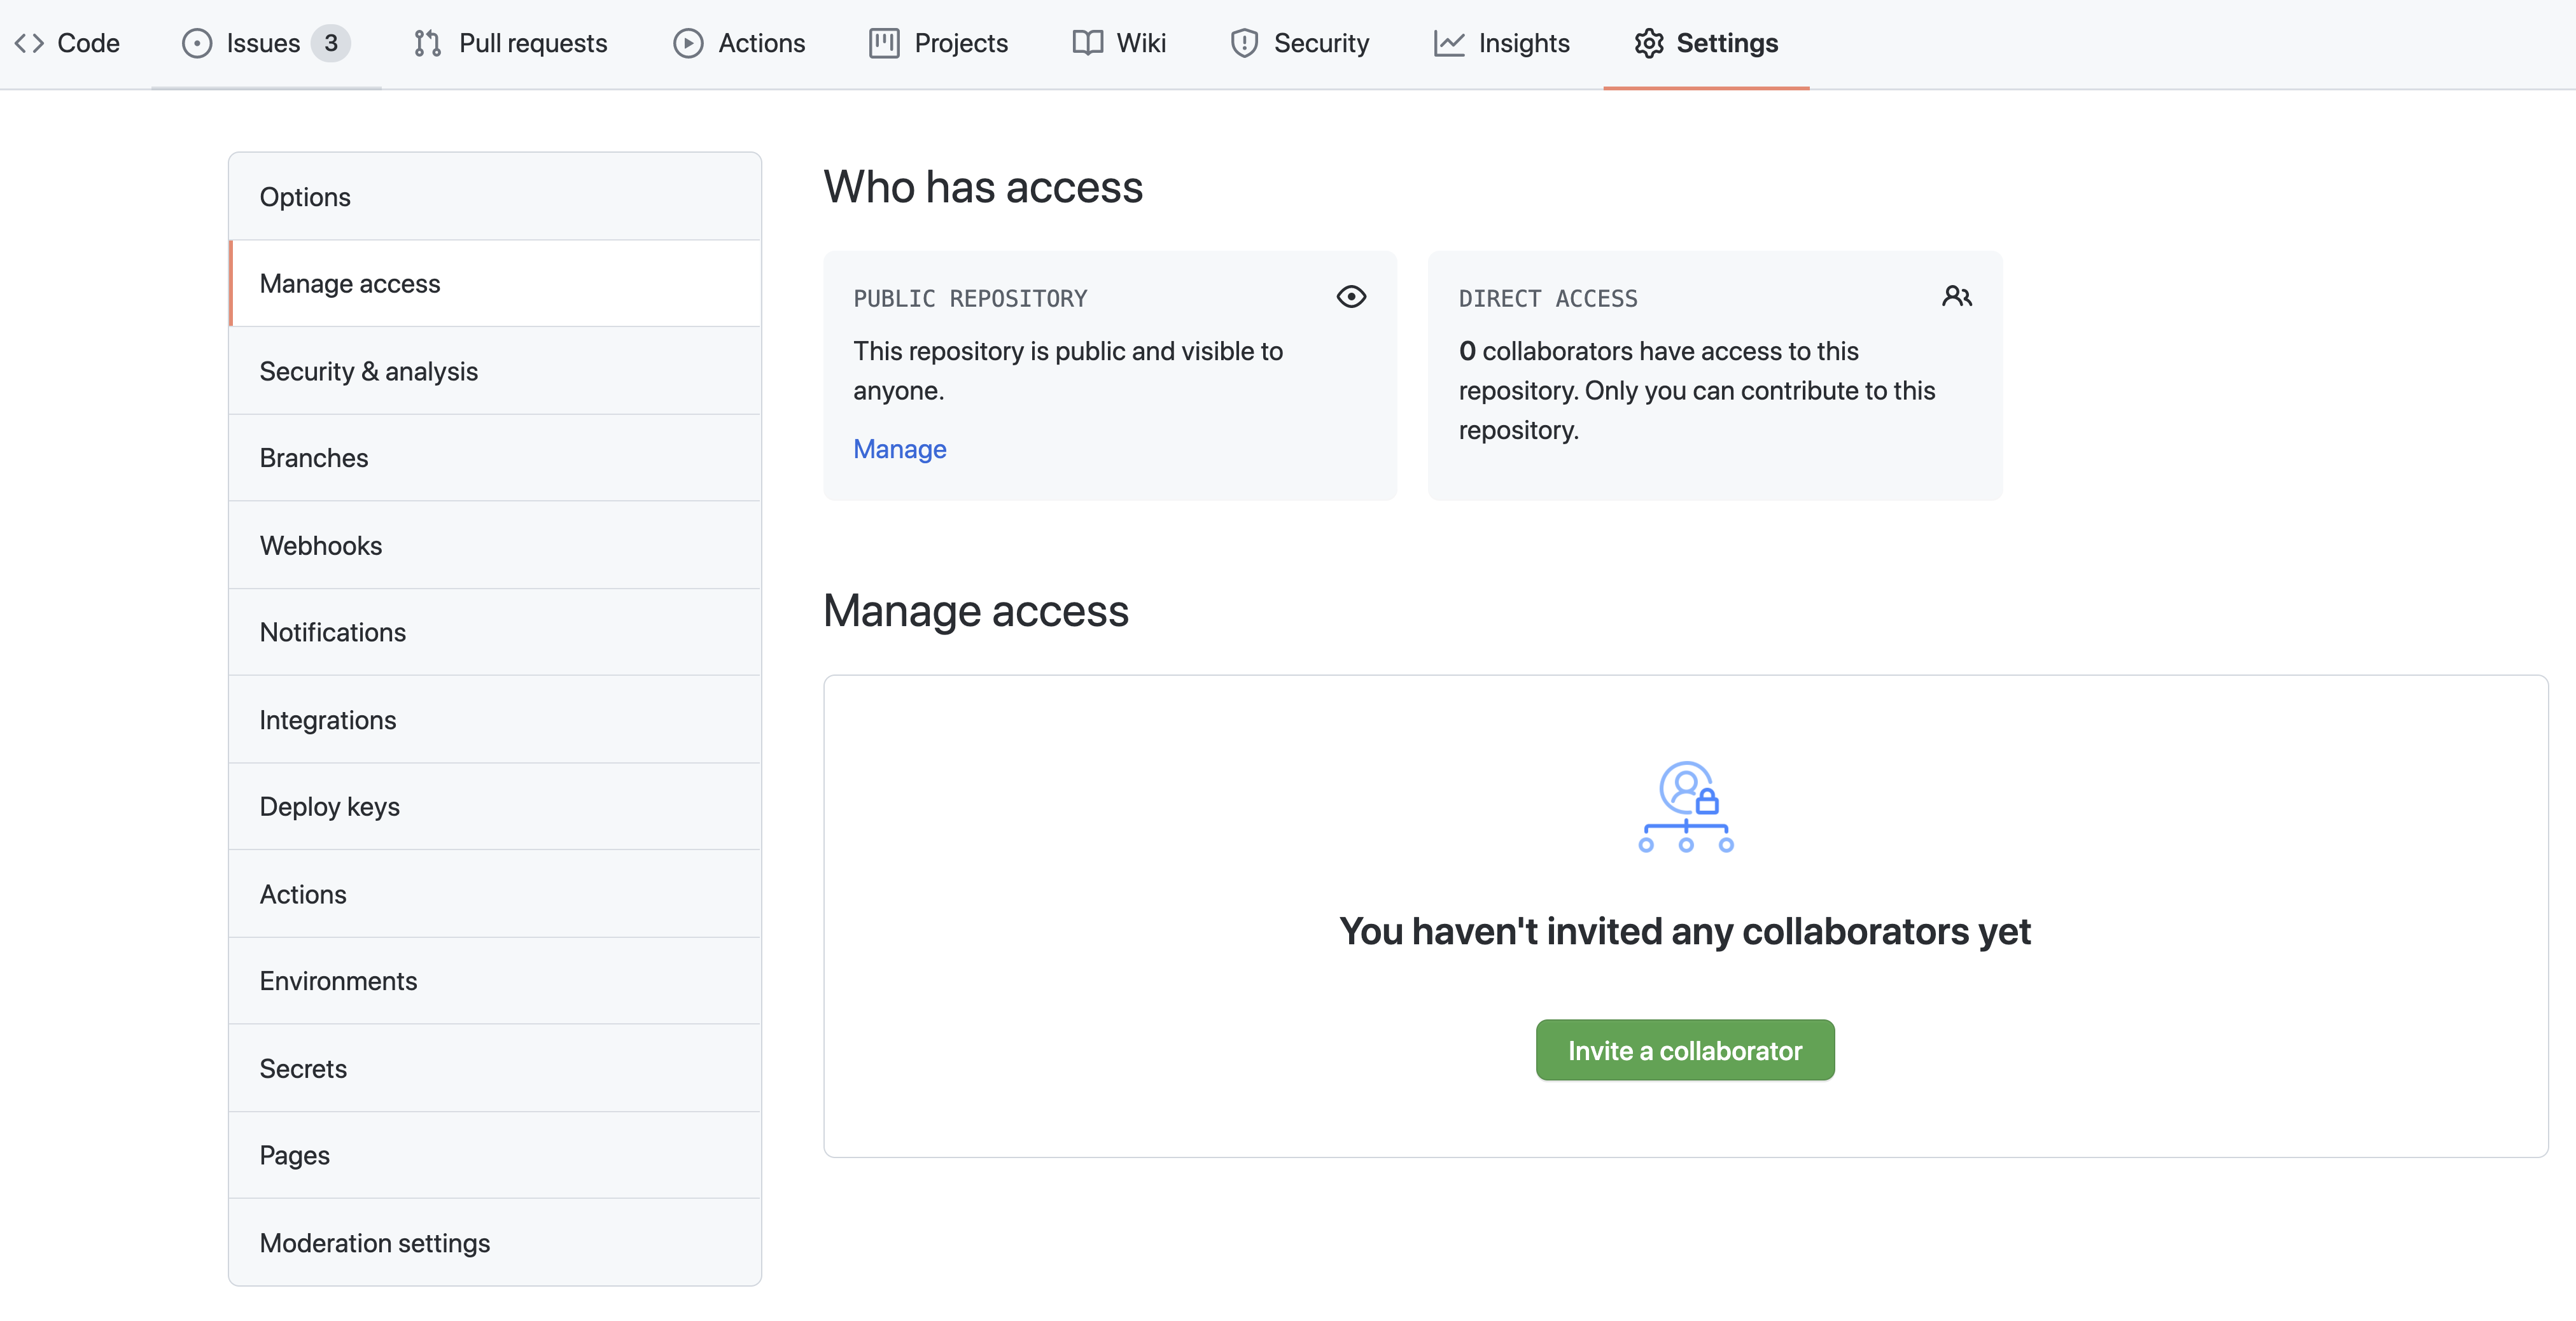 Code Issues 3 Pull requests Actions Projects Wiki Security Insights Settings
Options
Manage access
Security & analysis
Branches
Webhooks
Notifications
Integrations
Deploy keys
Actions
Environments
Secrets
Pages
Moderation settings
Who has access
PUBLIC REPOSITORY
This repository is public and visible to
anyone.
Manage
DIRECT ACCESS
0 collaborators have access to this
repository. Only you can contribute to this
repository.
Manage access
You haven't invited any collaborators yet
Invite a collaborator